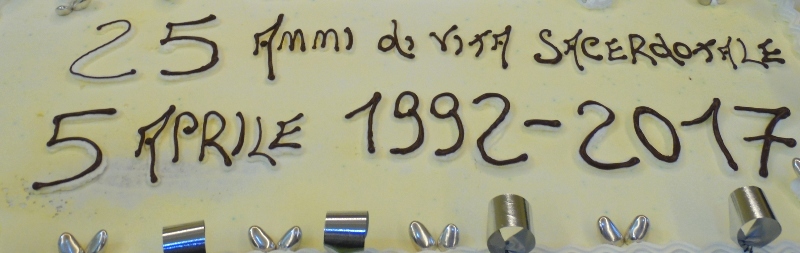 25 ANNI di VITA SACERdOTALE
5 APRILE 1992-2017